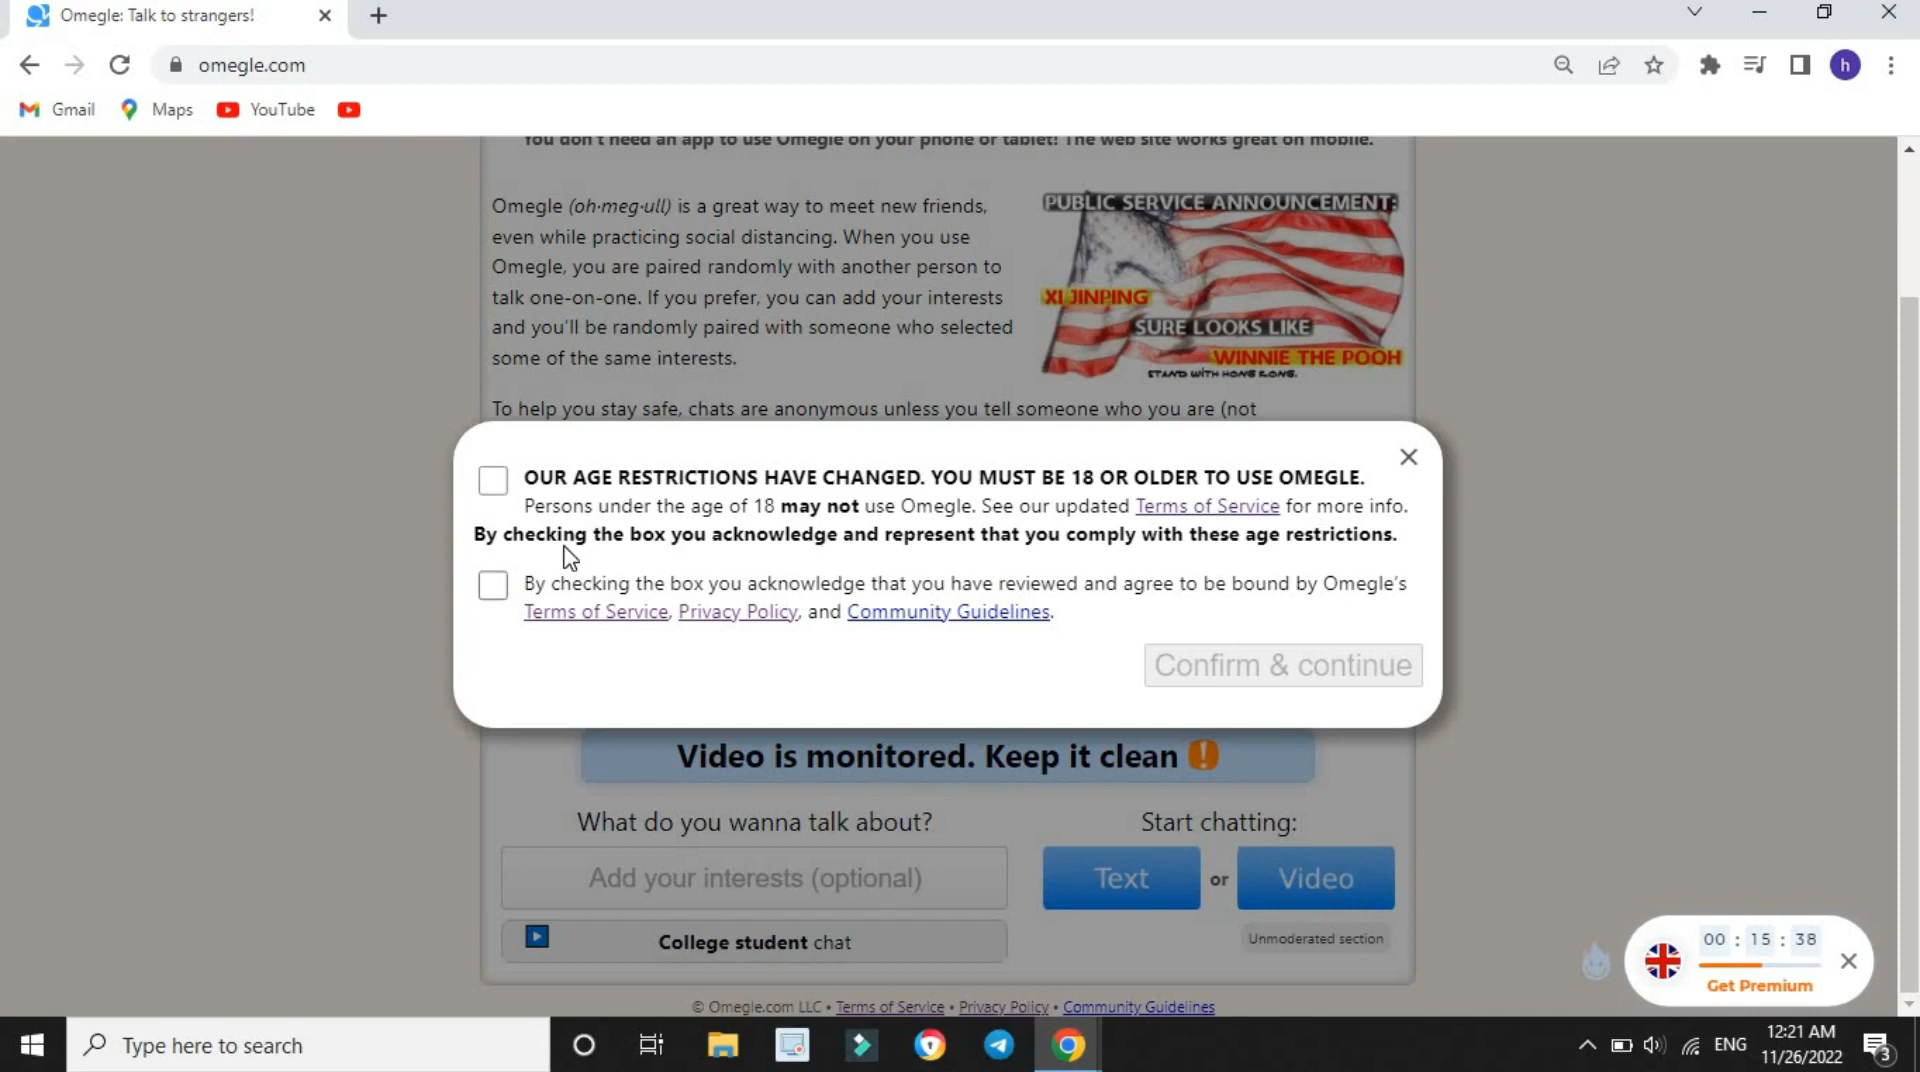 Omegle: Talk to strangers!
omegle.com
h
Gmail
Maps
YouTube
You don't need an app to use Omegle on your phone or tablet! The web site works great on mobile.
Omegle (oh·meg·ull) is a great way to meet new friends,
even while practicing social distancing. When you use
Omegle, you are paired randomly with another person to
talk one-on-one. If you prefer, you can add your interests
and you'll be randomly paired with someone who selected
some of the same interests.
PUBLIC SERVICE ANNOUNCEMENT:
XI JINPING
SURE LOOKS LIKE
WINNIE THE POOH
STAND WITH HONG KONG.
To help you stay safe, chats are anonymous unless you tell someone who you are (not
OUR AGE RESTRICTIONS HAVE CHANGED. YOU MUST BE 18 OR OLDER TO USE OMEGLE.
Persons under the age of 18 may not use Omegle. See our updated Terms of Service for more info.
By checking the box you acknowledge and represent that you comply with these age restrictions.
By checking the box you acknowledge that you have reviewed and agree to be bound by Omegle's
Terms of Service, Privacy Policy, and Community Guidelines.
Confirm & continue
Video is monitored. Keep it clean !
What do you wanna talk about?
Start chatting:
Add your interests (optional)
Text or Video
College student chat
Unmoderated section
00 : 15 : 38
Get Premium
© Omegle.com LLC • Terms of Service • Privacy Policy • Community Guidelines
Type here to search
ENG
12:21 AM
11/26/2022
3